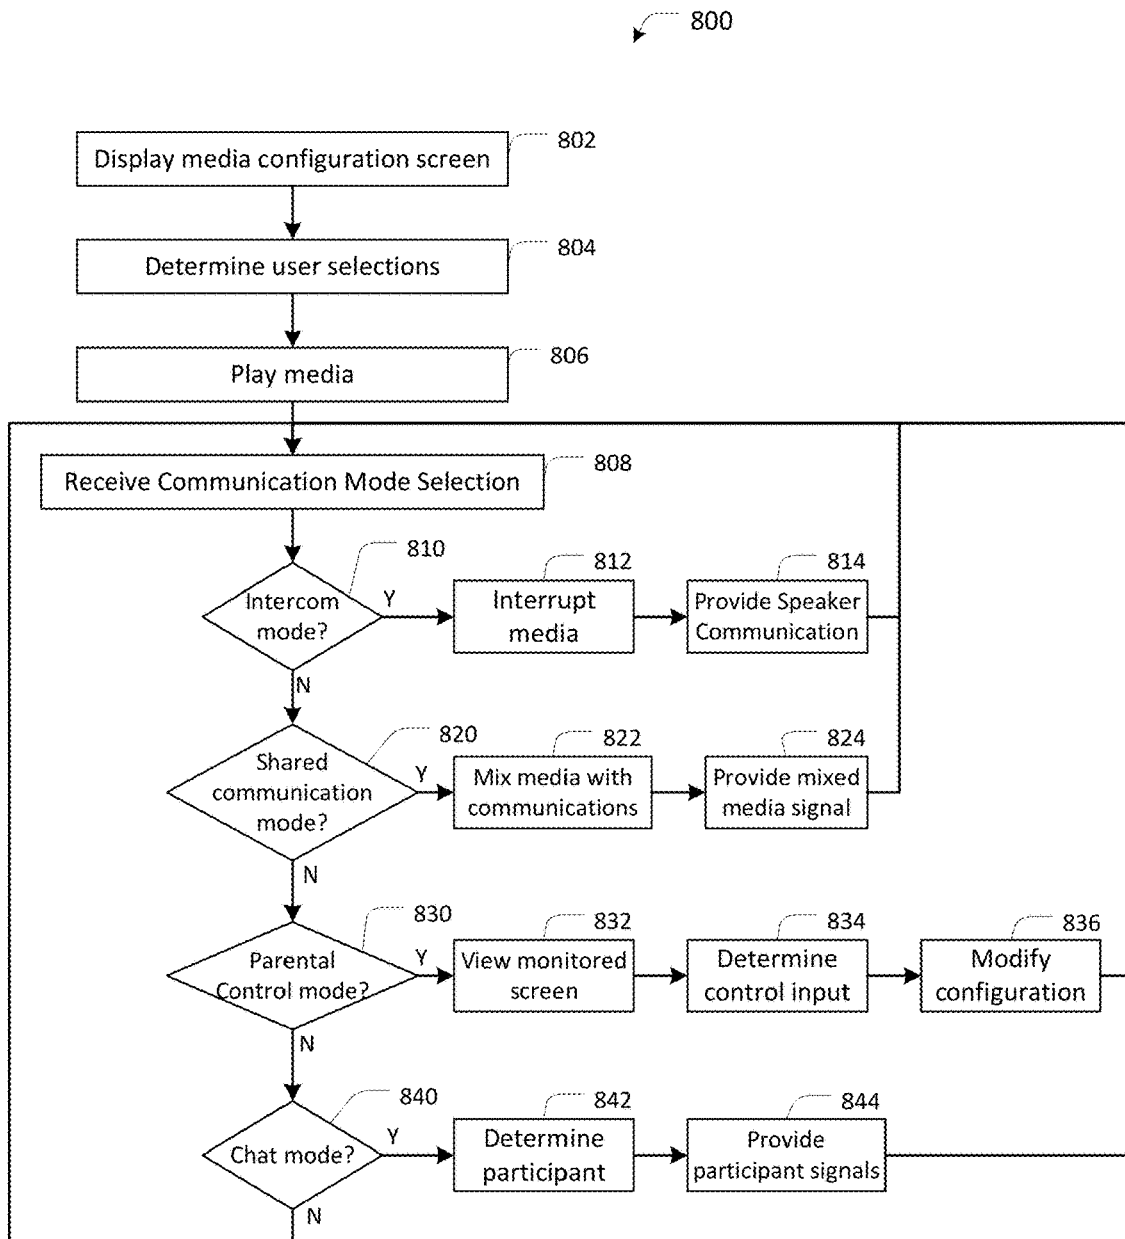 800
802
Display media configuration screen
804
Determine user selections
806
Play media
808
Receive Communication Mode Selection
810
Intercom
mode?
Y
N
812
Interrupt
media
814
Provide Speaker
Communication
820
Shared
communication
mode?
Y
N
822
Mix media with
communications
824
Provide mixed
media signal
830
Parental
Control mode?
Y
N
832
View monitored
screen
834
Determine
control input
836
Modify
configuration
840
Chat mode?
Y
N
842
Determine
participant
844
Provide
participant signals